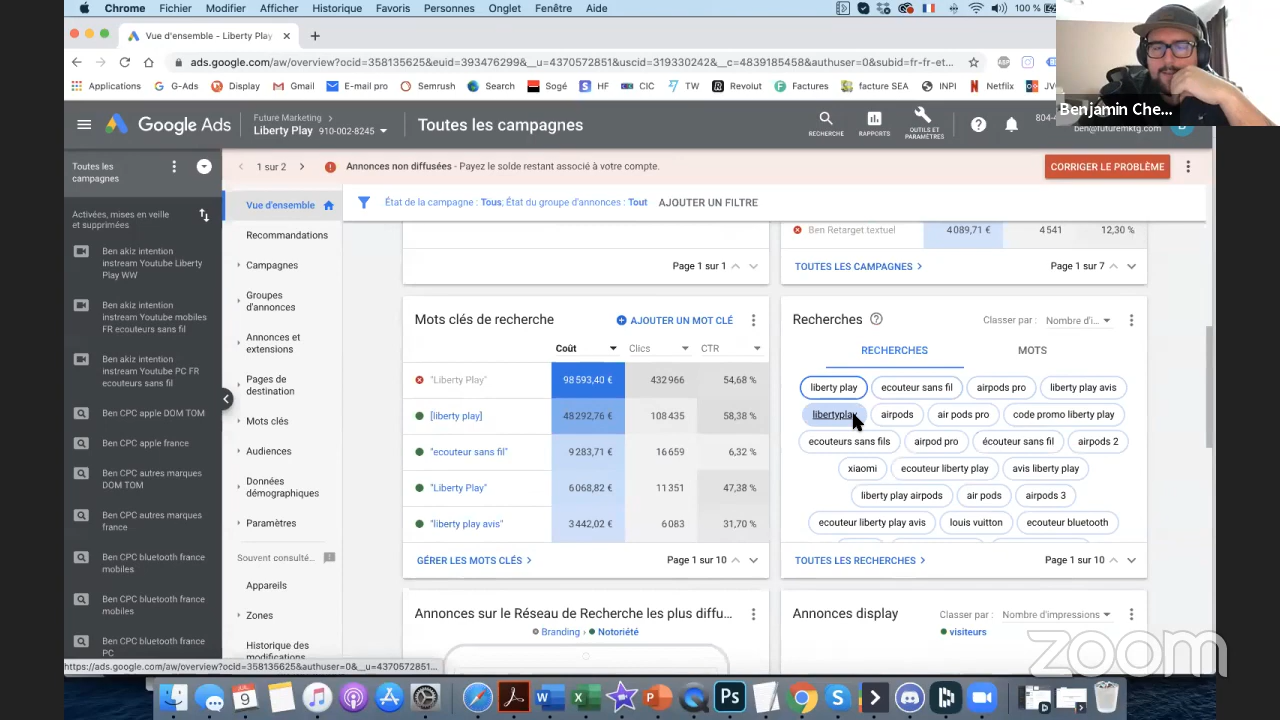 Chrome Fichier Modifier Affichage Historique Favoris Personnes Onglet Fenêtre Aide 100 %
Vue d'ensemble - Liberty Play
ads.google.com/aw/overview?ocid=358135625&euid=393476299&__u=4370572851&uscid=319330242&__c=4839185458&authuser=0&subid=fr-fr-et...
Applications G-Ads Display Gmail E-mail pro Semrush Search Sogé HF CIC TW Revolut Factures facture SEA INPI Netflix
Benjamin Che...
Google Ads
Future Marketing
Liberty Play 910-002-8245
Toutes les campagnes
RECHERCHE
RAPPORTS
OUTILS ET
PARAMÈTRES
804-4
ben@futuremktg.com
Toutes les
campagnes
1 sur 2
Annonces non diffusées - Payez le solde restant associé à votre compte.
CORRIGER LE PROBLÈME
Activées, mises en veille
et supprimées
Ben akiz intention
instream Youtube Liberty
Play WW
Ben akiz intention
instream Youtube mobiles
FR ecouteurs sans fil
Ben akiz intention
instream Youtube PC FR
ecouteurs sans fil
Ben CPC apple DOM TOM
Ben CPC apple france
Ben CPC autres marques
DOM TOM
Ben CPC autres marques
france
Ben CPC bluetooth france
mobiles
Ben CPC bluetooth france
mobiles
Ben CPC bluetooth france
PC
Vue d'ensemble
Recommandations
Campagnes
Groupes
d'annonces
Annonces et
extensions
Pages de
destination
Mots clés
Audiences
Données
démographiques
Paramètres
Souvent consulté...
Appareils
Zones
Historique des
modifications
État de la campagne : Tous; État du groupe d'annonces : Tout AJOUTER UN FILTRE
Page 1 sur 1
Ben Retarget textuel 4 089,71 € 4 541 12,30 %
TOUTES LES CAMPAGNES Page 1 sur 7
Mots clés de recherche
AJOUTER UN MOT CLÉ
Coût Clics CTR
"Liberty Play" 98 593,40 € 432 966 54,68 %
[liberty play] 48 292,76 € 108 435 58,38 %
"ecouteur sans fil" 9 283,71 € 16 659 6,32 %
"Liberty Play" 6 068,82 € 11 351 47,38 %
"liberty play avis" 3 442,02 € 6 083 31,70 %
GÉRER LES MOTS CLÉS Page 1 sur 10
Recherches
Classer par : Nombre d'i...
RECHERCHES MOTS
liberty play ecouteur sans fil airpods pro liberty play avis
libertyplay airpods air pods pro code promo liberty play
ecouteurs sans fils airpod pro écouteur sans fil airpods 2
xiaomi ecouteur liberty play avis liberty play
liberty play airpods air pods airpods 3
ecouteur liberty play avis louis vuitton ecouteur bluetooth
TOUTES LES RECHERCHES Page 1 sur 10
Annonces sur le Réseau de Recherche les plus diffu...
Branding › Notoriété
Annonces display
Classer par : Nombre d'impressions
visiteurs
https://ads.google.com/aw/overview?ocid=358135625&authuser=0&__u=4370572851...
zoom